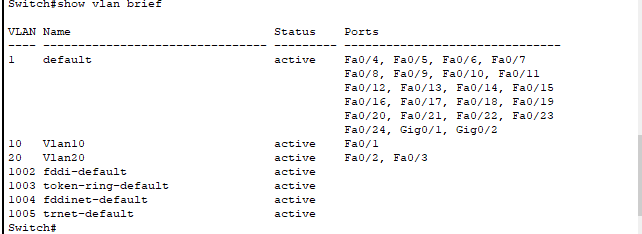 Switch#show vlan brief
VLAN Name                             Status    Ports
---- -------------------------------- --------- -------------------------------
1    default                          active    Fa0/4, Fa0/5, Fa0/6, Fa0/7
                                                Fa0/8, Fa0/9, Fa0/10, Fa0/11
                                                Fa0/12, Fa0/13, Fa0/14, Fa0/15
                                                Fa0/16, Fa0/17, Fa0/18, Fa0/19
                                                Fa0/20, Fa0/21, Fa0/22, Fa0/23
                                                Fa0/24, Gig0/1, Gig0/2
10   Vlan10                           active    Fa0/1
20   Vlan20                           active    Fa0/2, Fa0/3
1002 fddi-default                     active
1003 token-ring-default               active
1004 fddinet-default                  active
1005 trnet-default                    active
Switch#